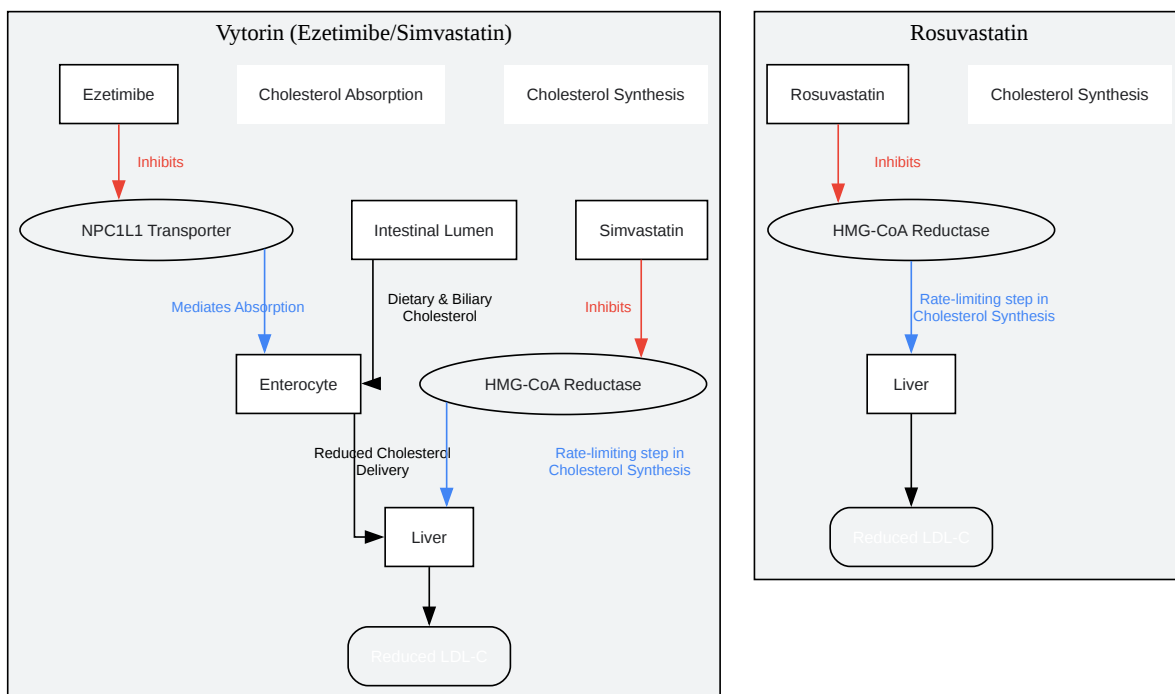 Vytorin (Ezetimibe/Simvastatin)
Ezetimibe
Cholesterol Absorption
Cholesterol Synthesis
Inhibits
NPC1L1 Transporter
Intestinal Lumen
Simvastatin
Mediates Absorption
Dietary & Biliary
Cholesterol
Inhibits
Enterocyte
HMG-CoA Reductase
Reduced Cholesterol
Delivery
Rate-limiting step in
Cholesterol Synthesis
Liver
Reduced LDL-C
Rosuvastatin
Rosuvastatin
Cholesterol Synthesis
Inhibits
HMG-CoA Reductase
Rate-limiting step in
Cholesterol Synthesis
Liver
Reduced LDL-C